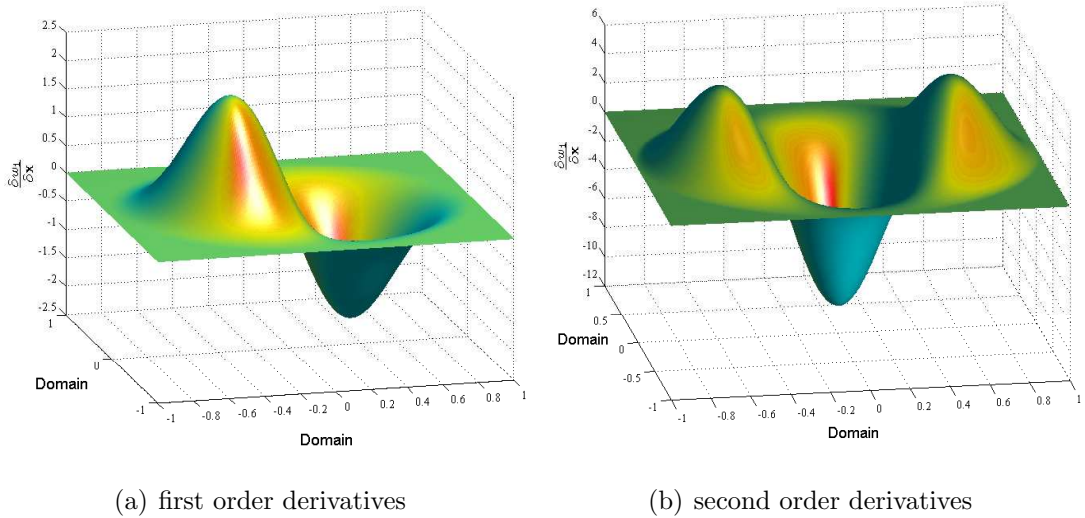 2.5
2
1.5
1
0.5
0
-0.5
-1
-1.5
-2
-2.5
1
0
-1
δw₁
δx
Domain
-1 -0.8 -0.6 -0.4 -0.2 0 0.2 0.4 0.6 0.8 1
Domain
(a) first order derivatives
6
4
2
0
-2
-4
-6
-8
-10
-12
1
0.5
0
-0.5
-1
δw₁
δx
Domain
-1 -0.8 -0.6 -0.4 -0.2 0 0.2 0.4 0.6 0.8 1
Domain
(b) second order derivatives